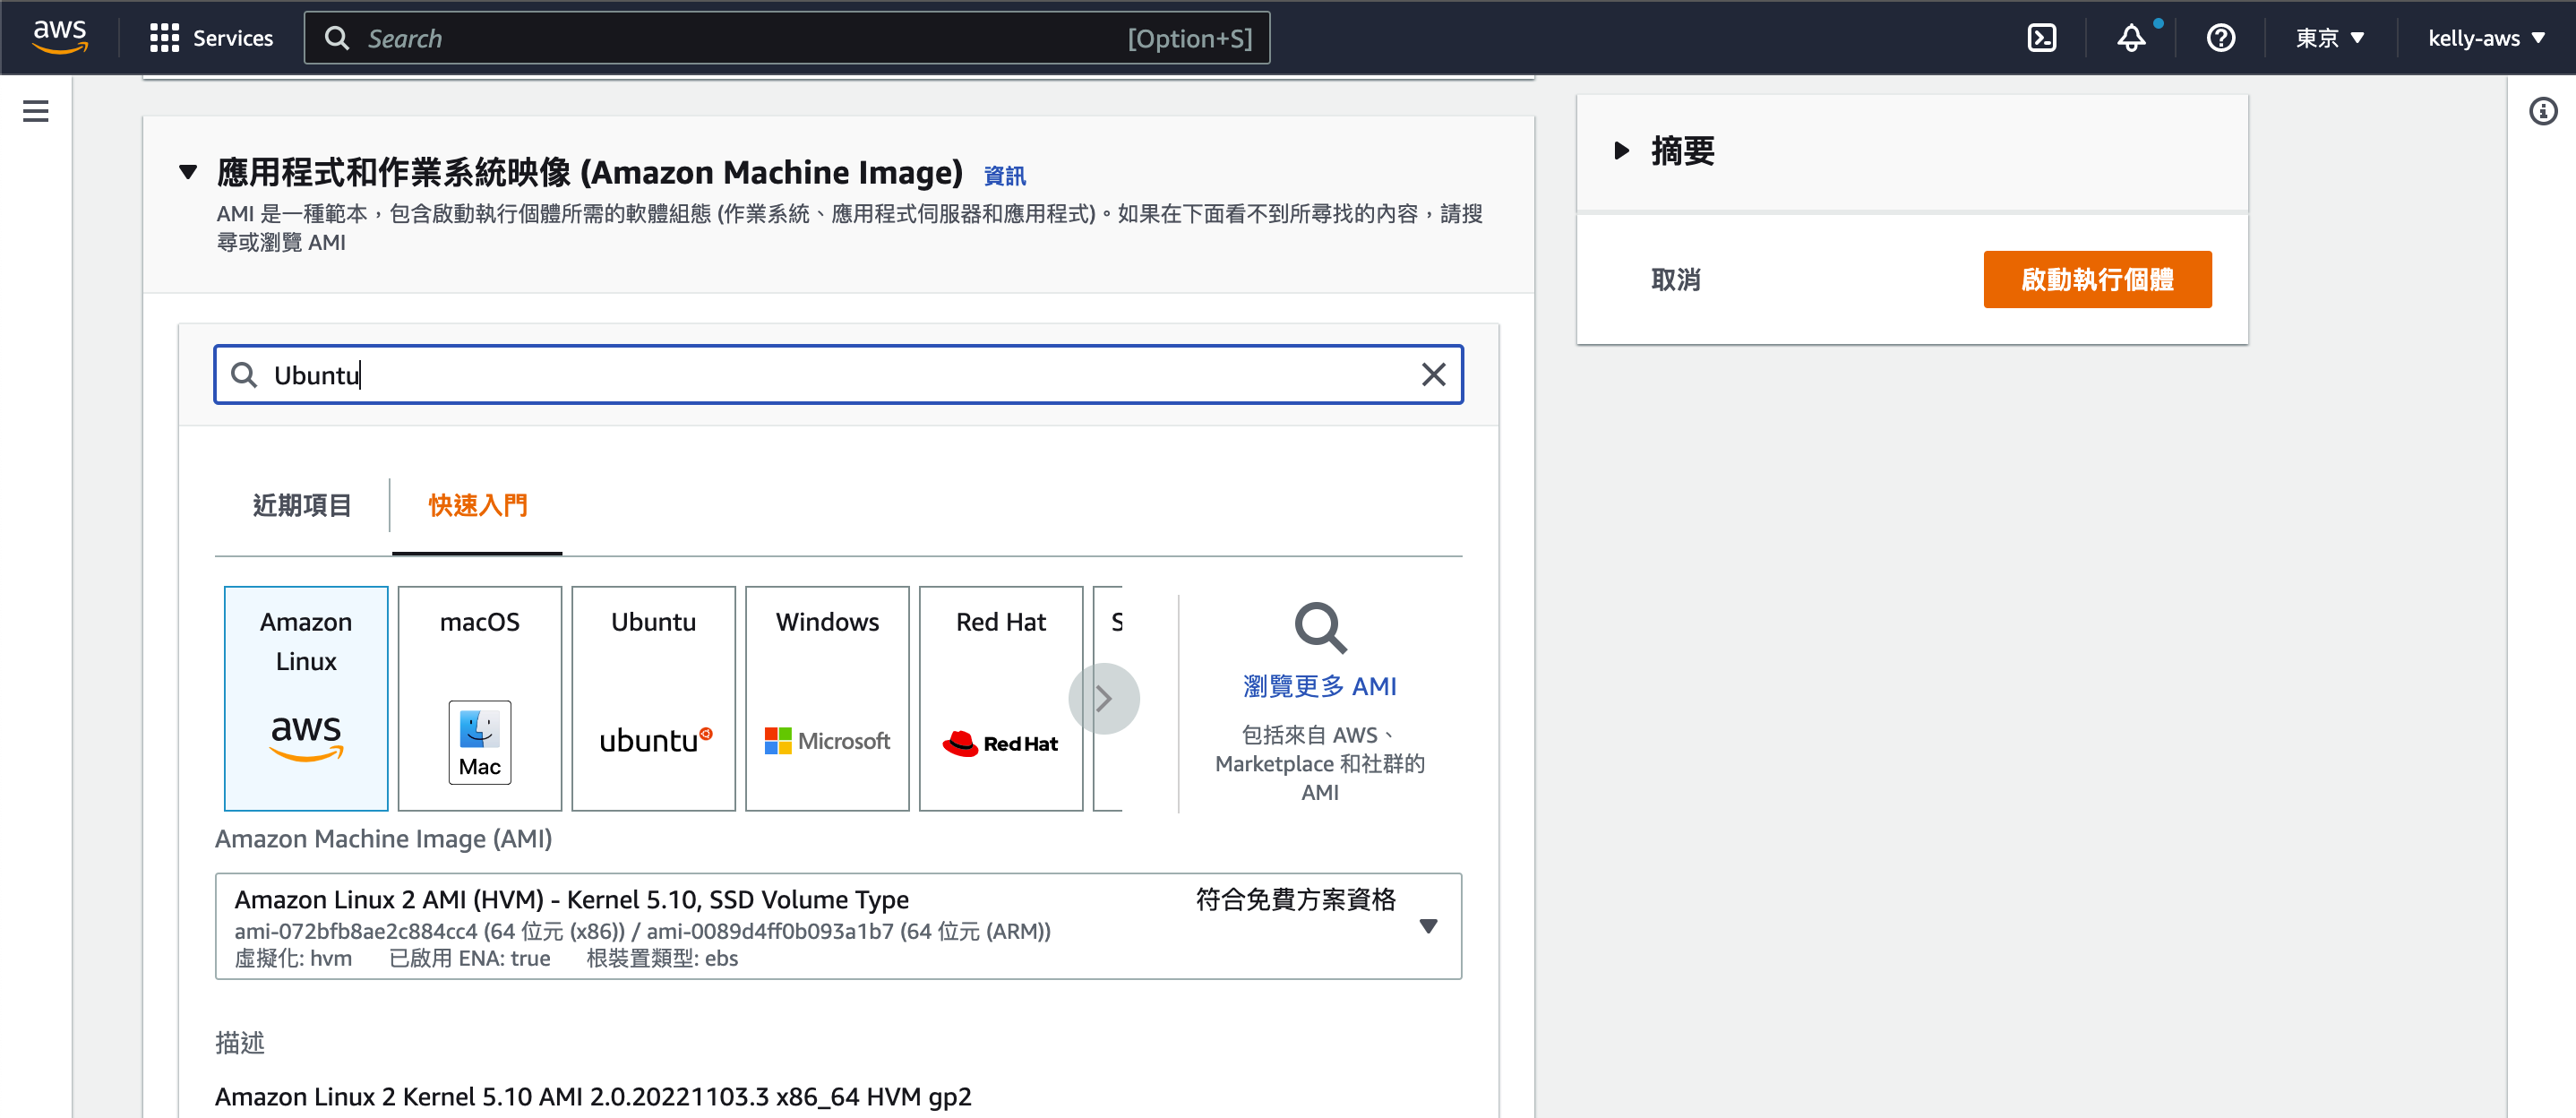 aws
Services
Search
[Option+S]
東京
kelly-aws
應用程式和作業系統映像 (Amazon Machine Image) 資訊
AMI 是一種範本，包含啟動執行個體所需的軟體組態 (作業系統、應用程式伺服器和應用程式)。如果在下面看不到所尋找的內容，請搜
尋或瀏覽 AMI
摘要
取消
啟動執行個體
Ubuntu
近期項目
快速入門
Amazon
Linux
aws
macOS
Mac
Ubuntu
ubuntu
Windows
Microsoft
Red Hat
Red Hat
S
瀏覽更多 AMI
包括來自 AWS、
Marketplace 和社群的
AMI
Amazon Machine Image (AMI)
Amazon Linux 2 AMI (HVM) - Kernel 5.10, SSD Volume Type
符合免費方案資格
ami-072bfb8ae2c884cc4 (64 位元 (x86)) / ami-0089d4ff0b093a1b7 (64 位元 (ARM))
虛擬化: hvm 已啟用 ENA: true 根裝置類型: ebs
描述
Amazon Linux 2 Kernel 5.10 AMI 2.0.20221103.3 x86_64 HVM gp2